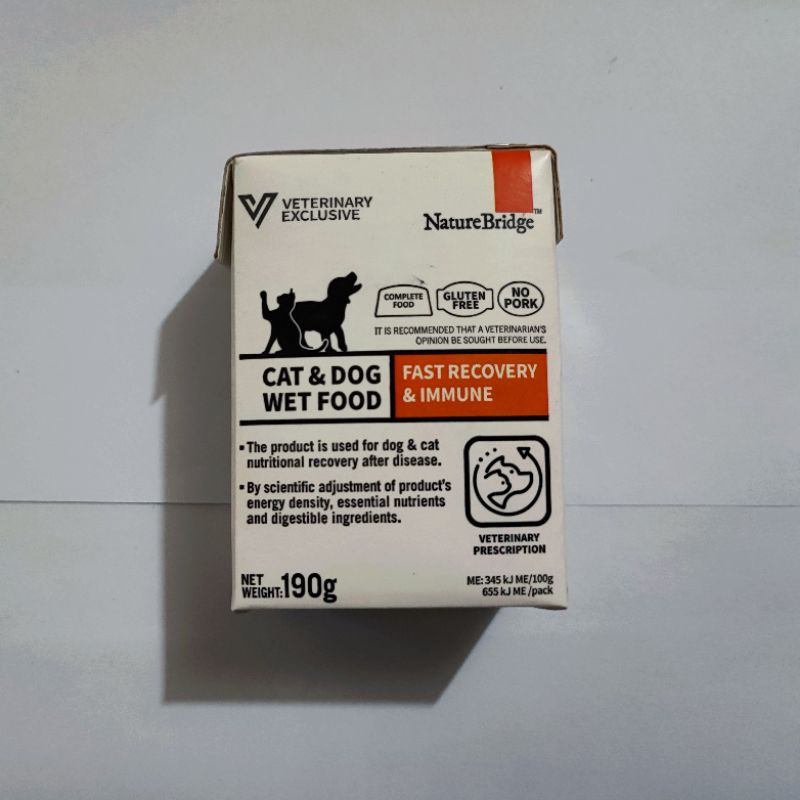 VETERINARY
EXCLUSIVE
NatureBridge™
COMPLETE
FOOD
GLUTEN
FREE
NO
PORK
IT IS RECOMMENDED THAT A VETERINARIAN'S
OPINION BE SOUGHT BEFORE USE.
CAT & DOG
WET FOOD
FAST RECOVERY
& IMMUNE
▪ The product is used for dog & cat
nutritional recovery after disease.
▪ By scientific adjustment of product's
energy density, essential nutrients
and digestible ingredients.
VETERINARY
PRESCRIPTION
NET
WEIGHT:190g
ME: 345 kJ ME/100g
655 kJ ME /pack